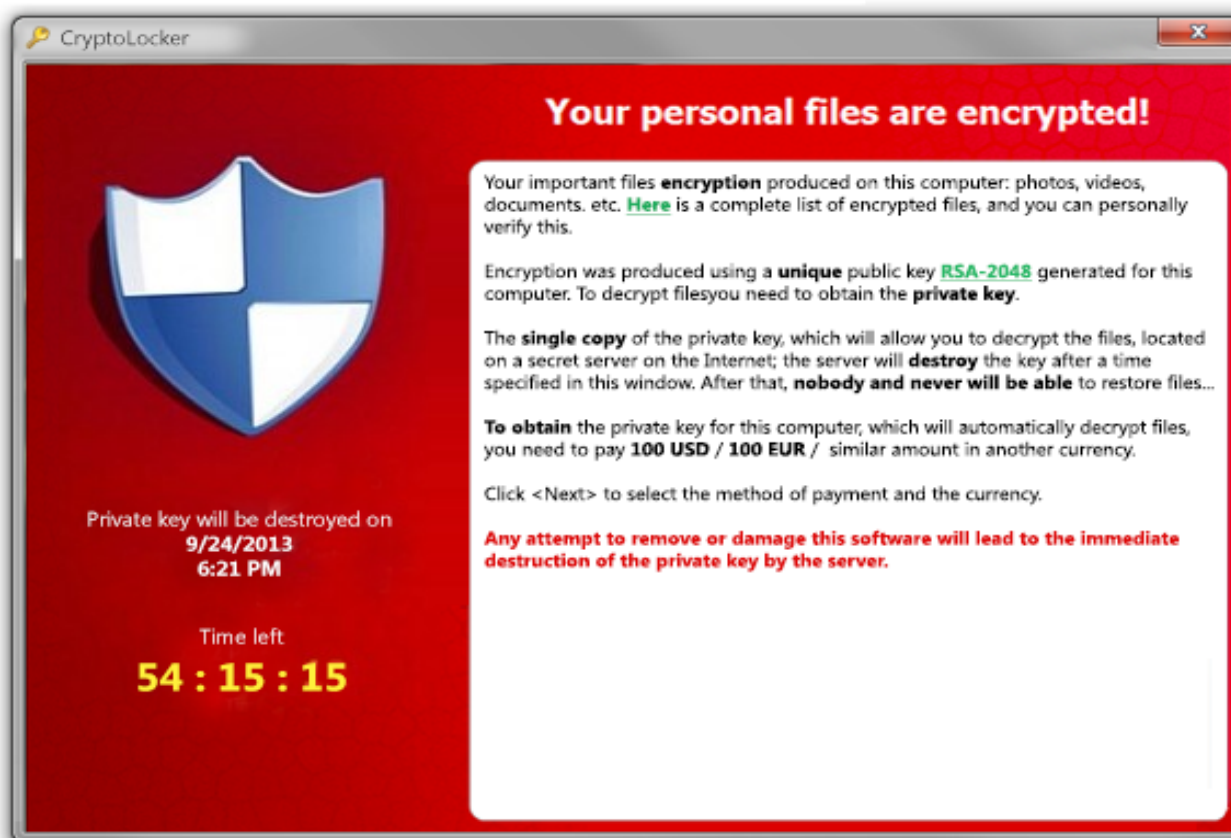 CryptoLocker
Your personal files are encrypted!
Your important files encryption produced on this computer: photos, videos,
documents. etc. Here is a complete list of encrypted files, and you can personally
verify this.
Encryption was produced using a unique public key RSA-2048 generated for this
computer. To decrypt filesyou need to obtain the private key.
The single copy of the private key, which will allow you to decrypt the files, located
on a secret server on the Internet; the server will destroy the key after a time
specified in this window. After that, nobody and never will be able to restore files...
To obtain the private key for this computer, which will automatically decrypt files,
you need to pay 100 USD / 100 EUR / similar amount in another currency.
Click <Next> to select the method of payment and the currency.
Any attempt to remove or damage this software will lead to the immediate
destruction of the private key by the server.
Private key will be destroyed on
9/24/2013
6:21 PM
Time left
54 : 15 : 15